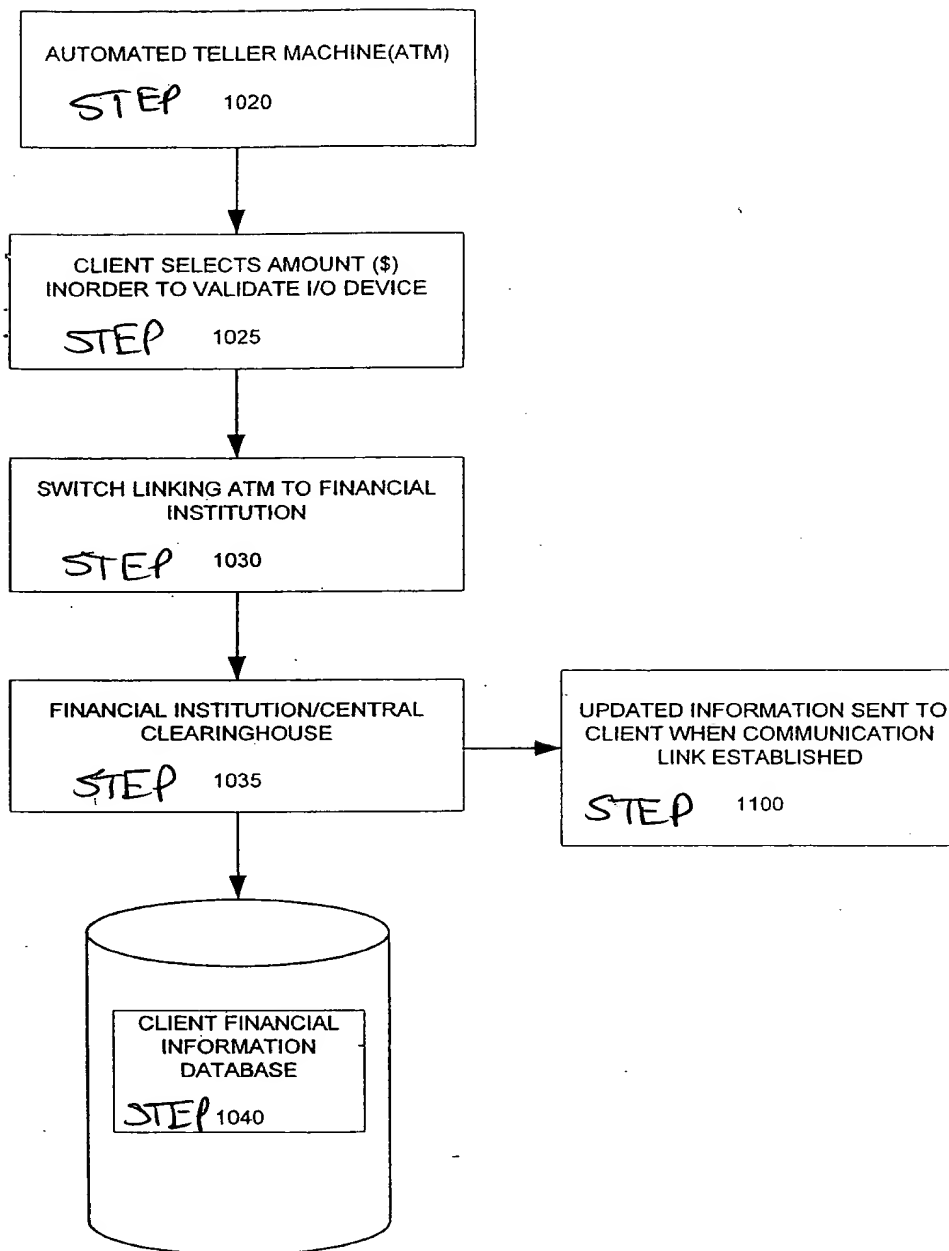 AUTOMATED TELLER MACHINE(ATM)
STEP 1020
CLIENT SELECTS AMOUNT ($)
INORDER TO VALIDATE I/O DEVICE
STEP 1025
SWITCH LINKING ATM TO FINANCIAL
INSTITUTION
STEP 1030
FINANCIAL INSTITUTION/CENTRAL
CLEARINGHOUSE
STEP 1035
UPDATED INFORMATION SENT TO
CLIENT WHEN COMMUNICATION
LINK ESTABLISHED
STEP 1100
CLIENT FINANCIAL
INFORMATION
DATABASE
STEP 1040